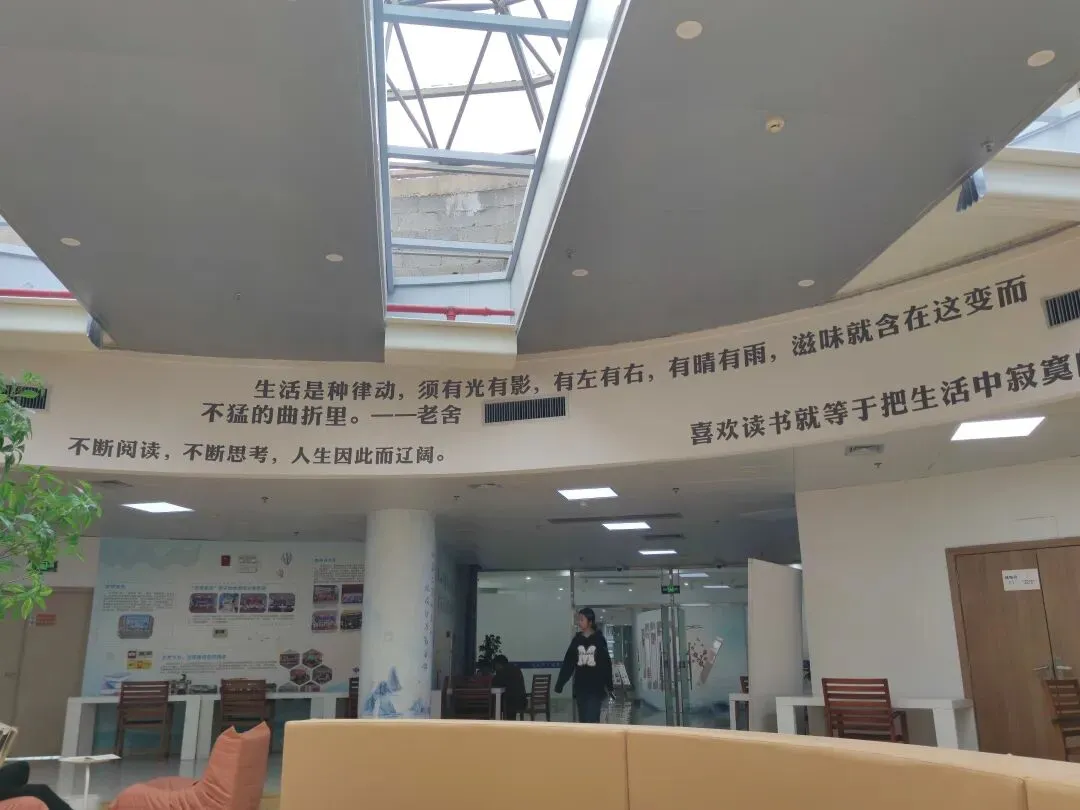 生活是种律动，须有光有影，有左有右，有晴有雨，滋味就含在这变而
不猛的曲折里。——老舍
喜欢读书就等于把生活中寂寞
不断阅读，不断思考，人生因此而辽阔。
M